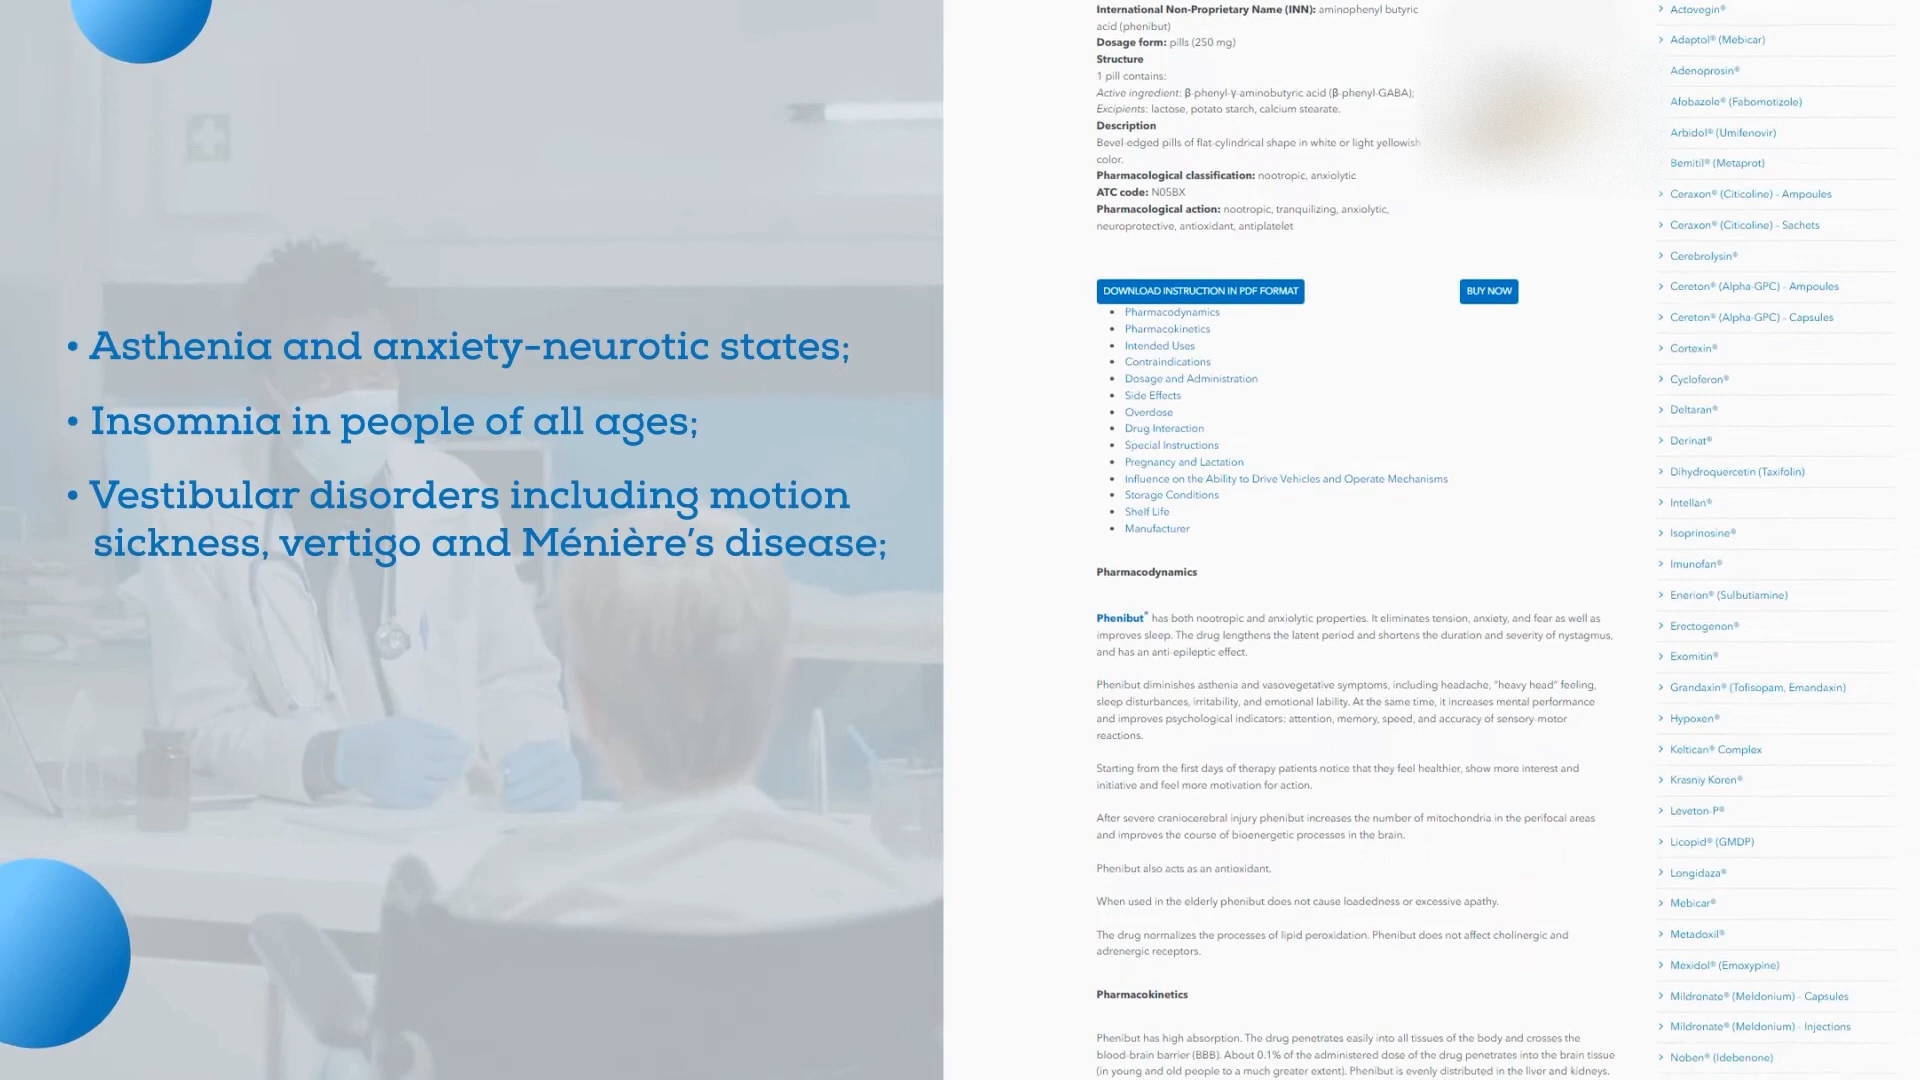 • Asthenia and anxiety-neurotic states;
• Insomnia in people of all ages;
• Vestibular disorders including motion
sickness, vertigo and Ménière's disease;
International Non-Proprietary Name (INN): aminophenyl butyric
acid (phenibut)
Dosage form: pills (250 mg)
Structure
1 pill contains:
Active ingredient: β-phenyl-γ-aminobutyric acid (β-phenyl-GABA);
Excipients: lactose, potato starch, calcium stearate.
Description
Bevel-edged pills of flat-cylindrical shape in white or light yellowish
color.
Pharmacological classification: nootropic, anxiolytic
ATC code: N05BX
Pharmacological action: nootropic, tranquilizing, anxiolytic,
neuroprotective, antioxidant, antiplatelet
DOWNLOAD INSTRUCTION IN PDF FORMAT
BUY NOW
• Pharmacodynamics
• Pharmacokinetics
• Intended Uses
• Contraindications
• Dosage and Administration
• Side Effects
• Overdose
• Drug Interaction
• Special Instructions
• Pregnancy and Lactation
• Influence on the Ability to Drive Vehicles and Operate Mechanisms
• Storage Conditions
• Shelf Life
• Manufacturer
Pharmacodynamics
Phenibut® has both nootropic and anxiolytic properties. It eliminates tension, anxiety, and fear as well as
improves sleep. The drug lengthens the latent period and shortens the duration and severity of nystagmus,
and has an anti-epileptic effect.
Phenibut diminishes asthenia and vasovegetative symptoms, including headache, "heavy head" feeling,
sleep disturbances, irritability, and emotional lability. At the same time, it increases mental performance
and improves psychological indicators: attention, memory, speed, and accuracy of sensory-motor
reactions.
Starting from the first days of therapy patients notice that they feel healthier, show more interest and
initiative and feel more motivation for action.
After severe craniocerebral injury phenibut increases the number of mitochondria in the perifocal areas
and improves the course of bioenergetic processes in the brain.
Phenibut also acts as an antioxidant.
When used in the elderly phenibut does not cause loadedness or excessive apathy.
The drug normalizes the processes of lipid peroxidation. Phenibut does not affect cholinergic and
adrenergic receptors.
Pharmacokinetics
Phenibut has high absorption. The drug penetrates easily into all tissues of the body and crosses the
blood-brain barrier (BBB). About 0.1% of the administered dose of the drug penetrates into the brain tissue
(in young and old people to a much greater extent). Phenibut is evenly distributed in the liver and kidneys.
> Actovegin®
> Adaptol® (Mebicar)
Adenoprosin®
Afobazole® (Fabomotizole)
Arbidol® (Umifenovir)
Bemitil® (Metaprot)
> Ceraxon® (Citicoline) - Ampoules
> Ceraxon® (Citicoline) - Sachets
> Cerebrolysin®
> Cereton® (Alpha-GPC) - Ampoules
> Cereton® (Alpha-GPC) - Capsules
> Cortexin®
> Cycloferon®
> Deltaran®
> Derinat®
> Dihydroquercetin (Taxifolin)
> Intellan®
> Isoprinosine®
> Imunofan®
> Enerion® (Sulbutiamine)
> Erectogenon®
> Exomitin®
> Grandaxin® (Tofisopam, Emandaxin)
> Hypoxen®
> Keltican® Complex
> Krasniy Koren®
> Leveton-P®
> Licopid® (GMDP)
> Longidaza®
> Mebicar®
> Metadoxil®
> Mexidol® (Emoxypine)
> Mildronate® (Meldonium) - Capsules
> Mildronate® (Meldonium) - Injections
> Noben® (Idebenone)